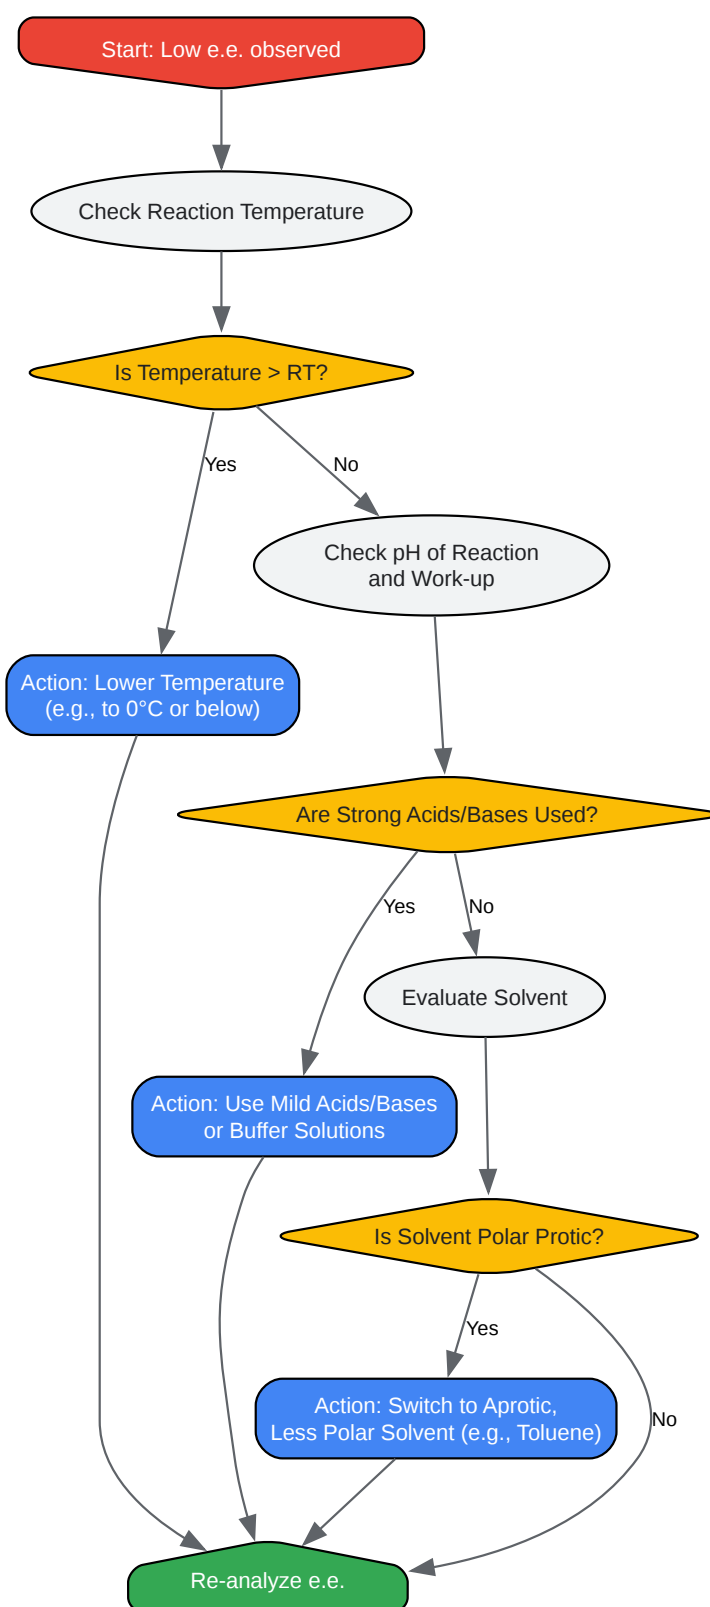 Start: Low e.e. observed
Check Reaction Temperature
Is Temperature > RT?
Yes
No
Check pH of Reaction
and Work-up
Action: Lower Temperature
(e.g., to 0°C or below)
Are Strong Acids/Bases Used?
Yes
No
Evaluate Solvent
Action: Use Mild Acids/Bases
or Buffer Solutions
Is Solvent Polar Protic?
Yes
Action: Switch to Aprotic,
Less Polar Solvent (e.g., Toluene)
No
Re-analyze e.e.